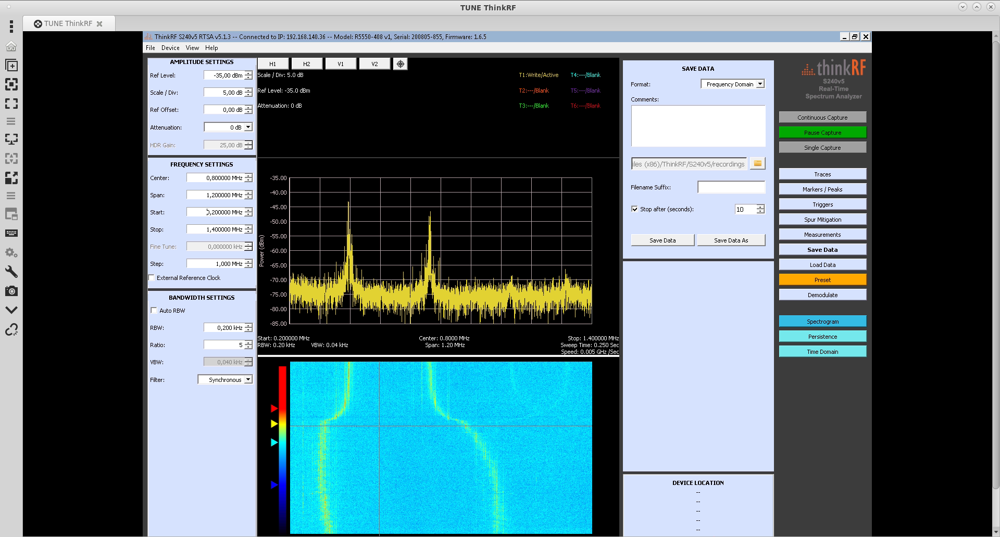 TUNE ThinkRF
TUNE ThinkRF
ThinkRF S240v5 RTSA v5.1.3 -- Connected to IP: 192.168.140.36 -- Model: R5550-408 v1, Serial: 200805-855, Firmware: 1.6.5
File Device View Help
AMPLITUDE SETTINGS
Ref Level: -35,00 dBm
Scale / Div: 5,00 dB
Ref Offset: 0,00 dB
Attenuation: 0 dB
HDR Gain: 25,00 dB
FREQUENCY SETTINGS
Center: 0,800000 MHz
Span: 1,200000 MHz
Start: 0,200000 MHz
Stop: 1,400000 MHz
Fine Tune: 0,000000 kHz
Step: 1,000 MHz
External Reference Clock
BANDWIDTH SETTINGS
Auto RBW
RBW: 0,200 kHz
Ratio: 5
VBW: 0,040 kHz
Filter: Synchronous
H1 H2 V1 V2
Scale / Div: 5.0 dB
Ref Level: -35.0 dBm
Attenuation: 0 dB
T1:Write/Active T4:---/Blank
T2:---/Blank T5:---/Blank
T3:---/Blank T6:---/Blank
Power (dBm)
-35.00
-40.00
-45.00
-50.00
-55.00
-60.00
-65.00
-70.00
-75.00
-80.00
-85.00
Start: 0.200000 MHz Center: 0.8000 MHz Stop: 1.400000 MHz
RBW: 0.20 kHz VBW: 0.04 kHz Span: 1.20 MHz Sweep Time: 0.250 Sec
Speed: 0.005 GHz /Sec
SAVE DATA
Format: Frequency Domain
Comments:
iles (x86)/ThinkRF/S240v5/recordings
Filename Suffix:
Stop after (seconds): 10
Save Data Save Data As
DEVICE LOCATION
--
--
--
--
--
thinkRF
S240v5
Real-Time
Spectrum Analyzer
Continuous Capture
Pause Capture
Single Capture
Traces
Markers / Peaks
Triggers
Spur Mitigation
Measurements
Save Data
Load Data
Preset
Demodulate
Spectrogram
Persistence
Time Domain